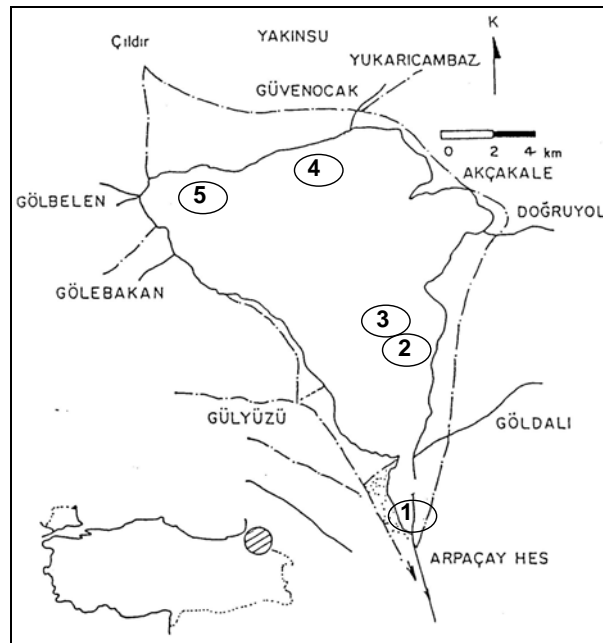 Çıldır
YAKINSU
K
YUKARICAMBAZ
GÜVENOCAK
0 2 4 km
4
AKÇAKALE
5
GÖLBELEN
DOĞRUYOL
GÖLEBAKAN
3
2
GÜLYÜZÜ
GÖLDALI
1
ARPAÇAY HES